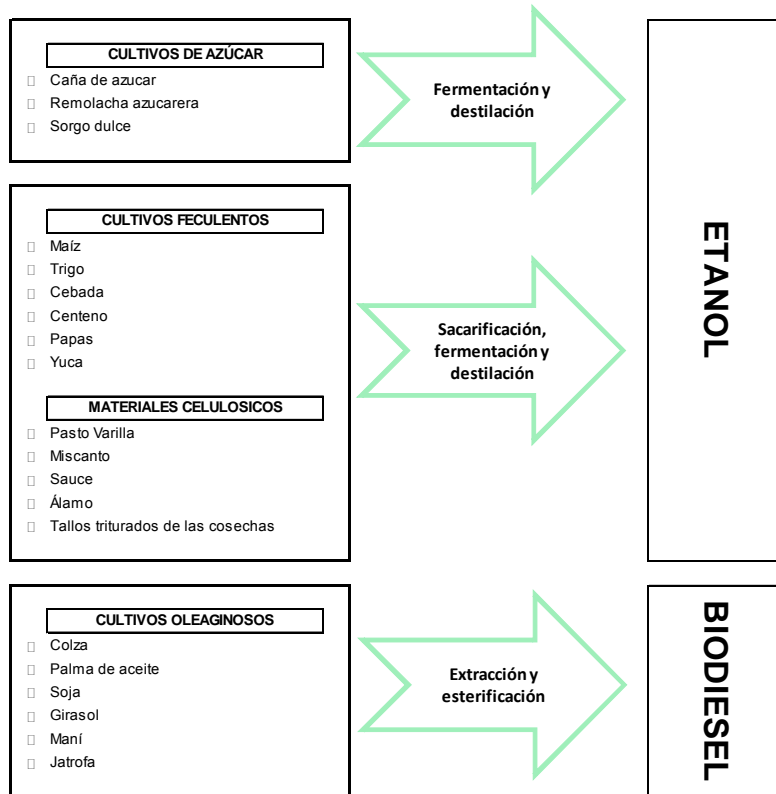 CULTIVOS DE AZÚCAR
Caña de azucar
Remolacha azucarera
Sorgo dulce
Fermentación y
destilación
CULTIVOS FECULENTOS
Maíz
Trigo
Cebada
Centeno
Papas
Yuca
MATERIALES CELULOSICOS
Pasto Varilla
Miscanto
Sauce
Álamo
Tallos triturados de las cosechas
Sacarificación,
fermentación y
destilación
ETANOL
CULTIVOS OLEAGINOSOS
Colza
Palma de aceite
Soja
Girasol
Maní
Jatrofa
Extracción y
esterificación
BIODIESEL